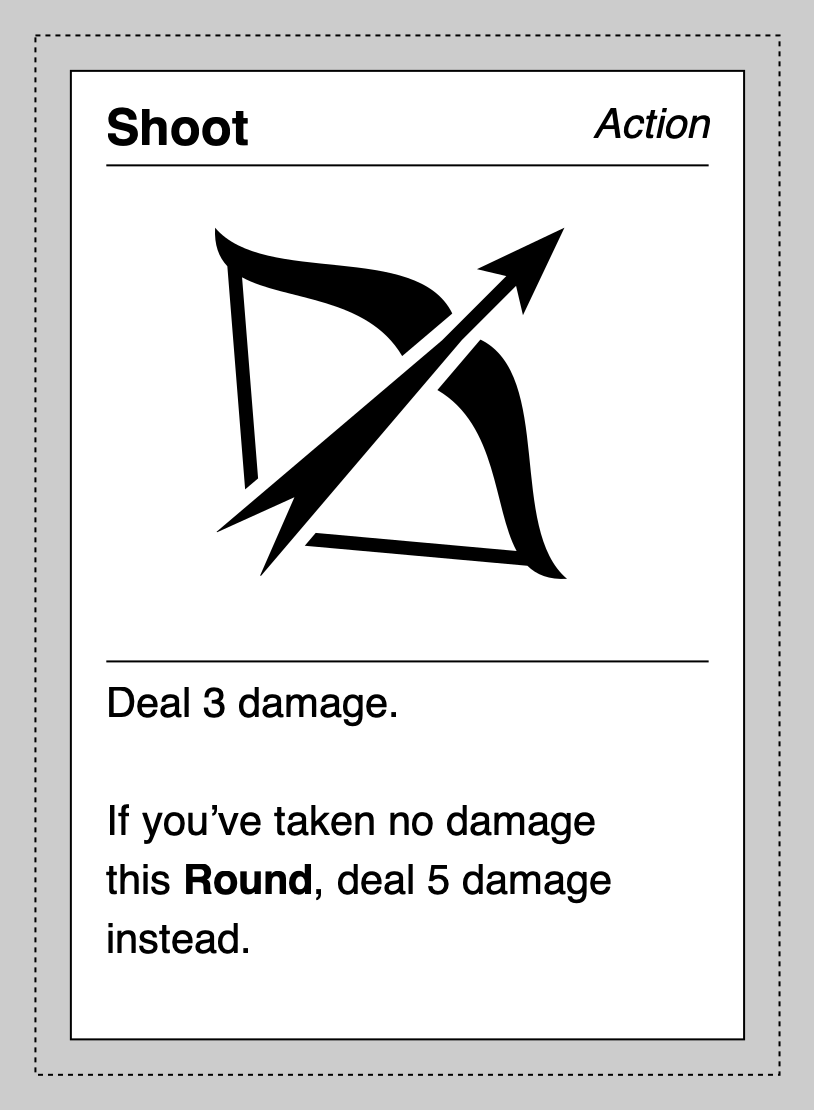 Shoot
Action
Deal 3 damage.
If you’ve taken no damage
this Round, deal 5 damage
instead.